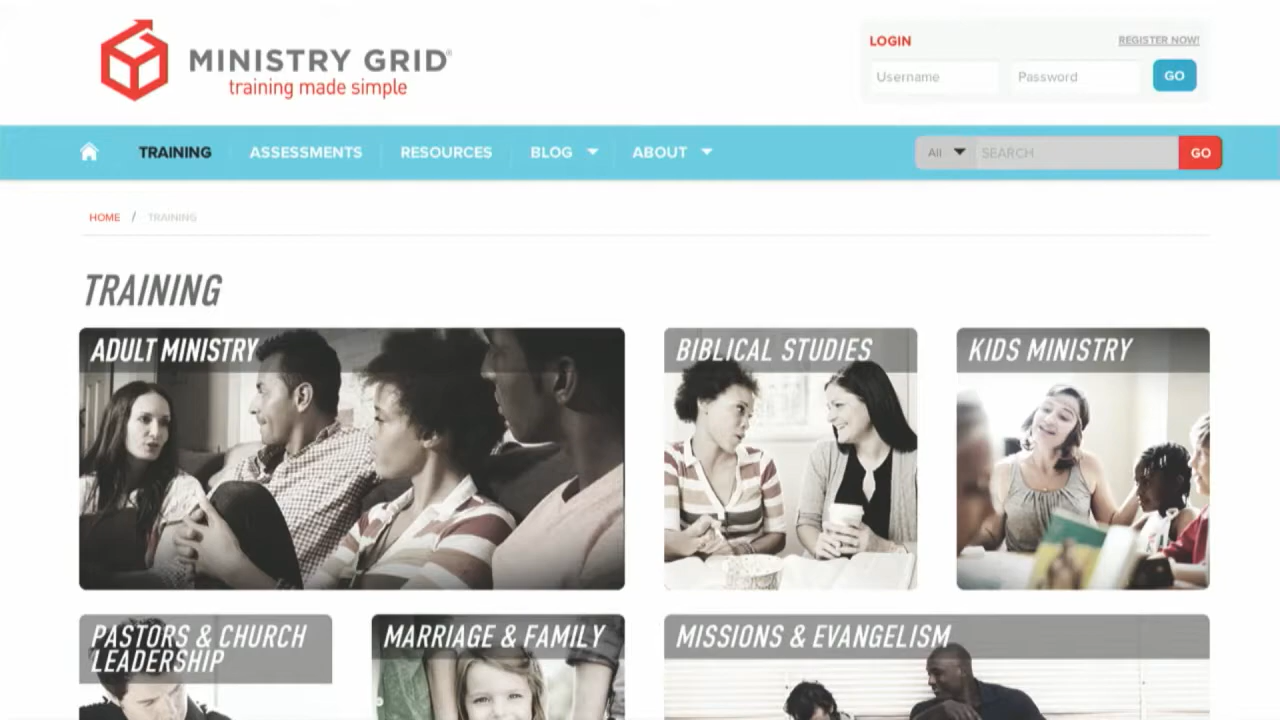 MINISTRY GRID®
training made simple
LOGIN
REGISTER NOW!
Username
Password
GO
TRAINING
ASSESSMENTS
RESOURCES
BLOG
ABOUT
All
SEARCH
GO
HOME / TRAINING
TRAINING
ADULT MINISTRY
BIBLICAL STUDIES
KIDS MINISTRY
PASTORS & CHURCH
LEADERSHIP
MARRIAGE & FAMILY
MISSIONS & EVANGELISM